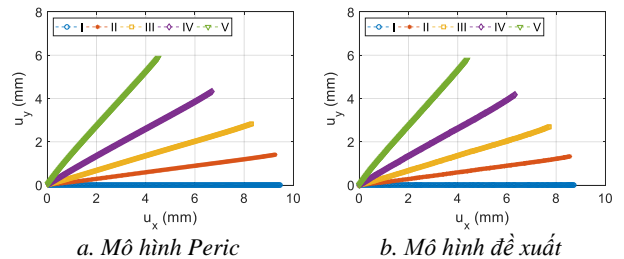 I II III IV V
8
6
4
2
0
u_y (mm)
0 2 4 6 8 10
u_x (mm)
a. Mô hình Peric
I II III IV V
8
6
4
2
0
u_y (mm)
0 2 4 6 8 10
u_x (mm)
b. Mô hình đề xuất